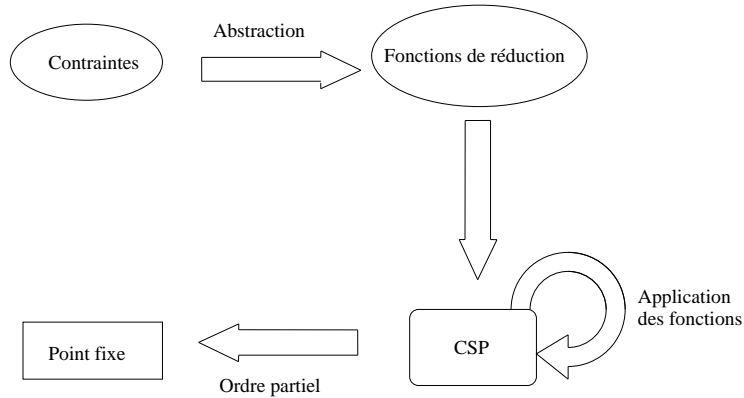 Abstraction
Contraintes
Fonctions de réduction
Application
des fonctions
CSP
Point fixe
Ordre partiel